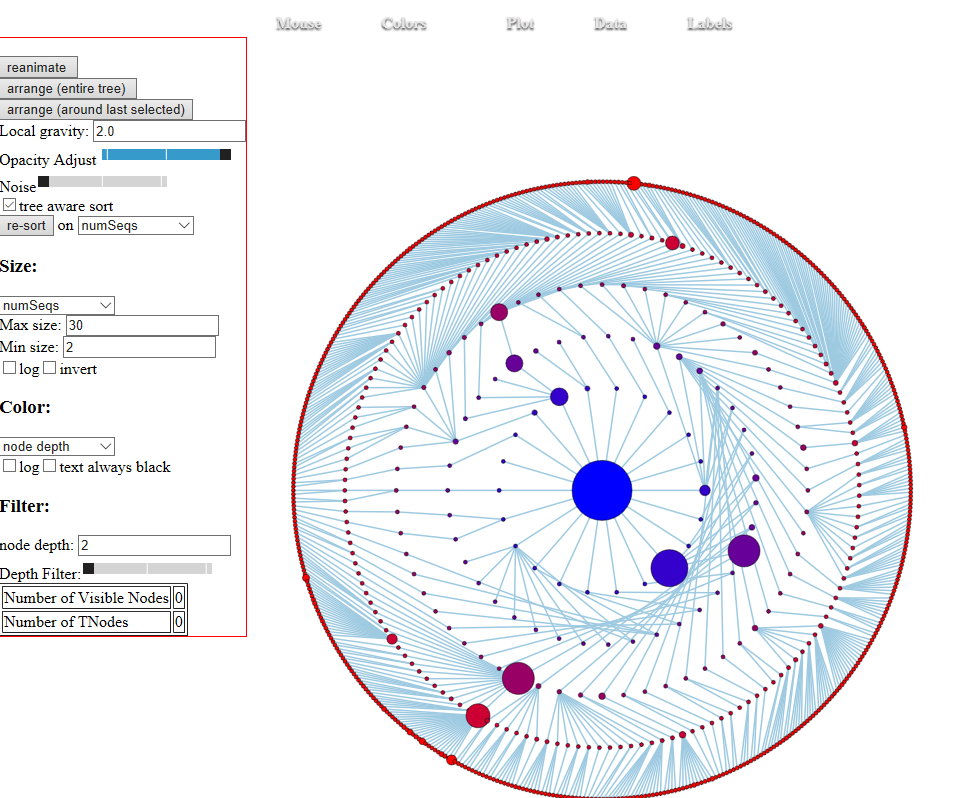 Mouse Colors Plot Data Labels
reanimate
arrange (entire tree)
arrange (around last selected)
Local gravity: 2.0
Opacity Adjust
Noise
tree aware sort
re-sort on numSeqs
Size:
numSeqs
Max size: 30
Min size: 2
log invert
Color:
node depth
log text always black
Filter:
node depth: 2
Depth Filter:
Number of Visible Nodes 0
Number of TNodes 0